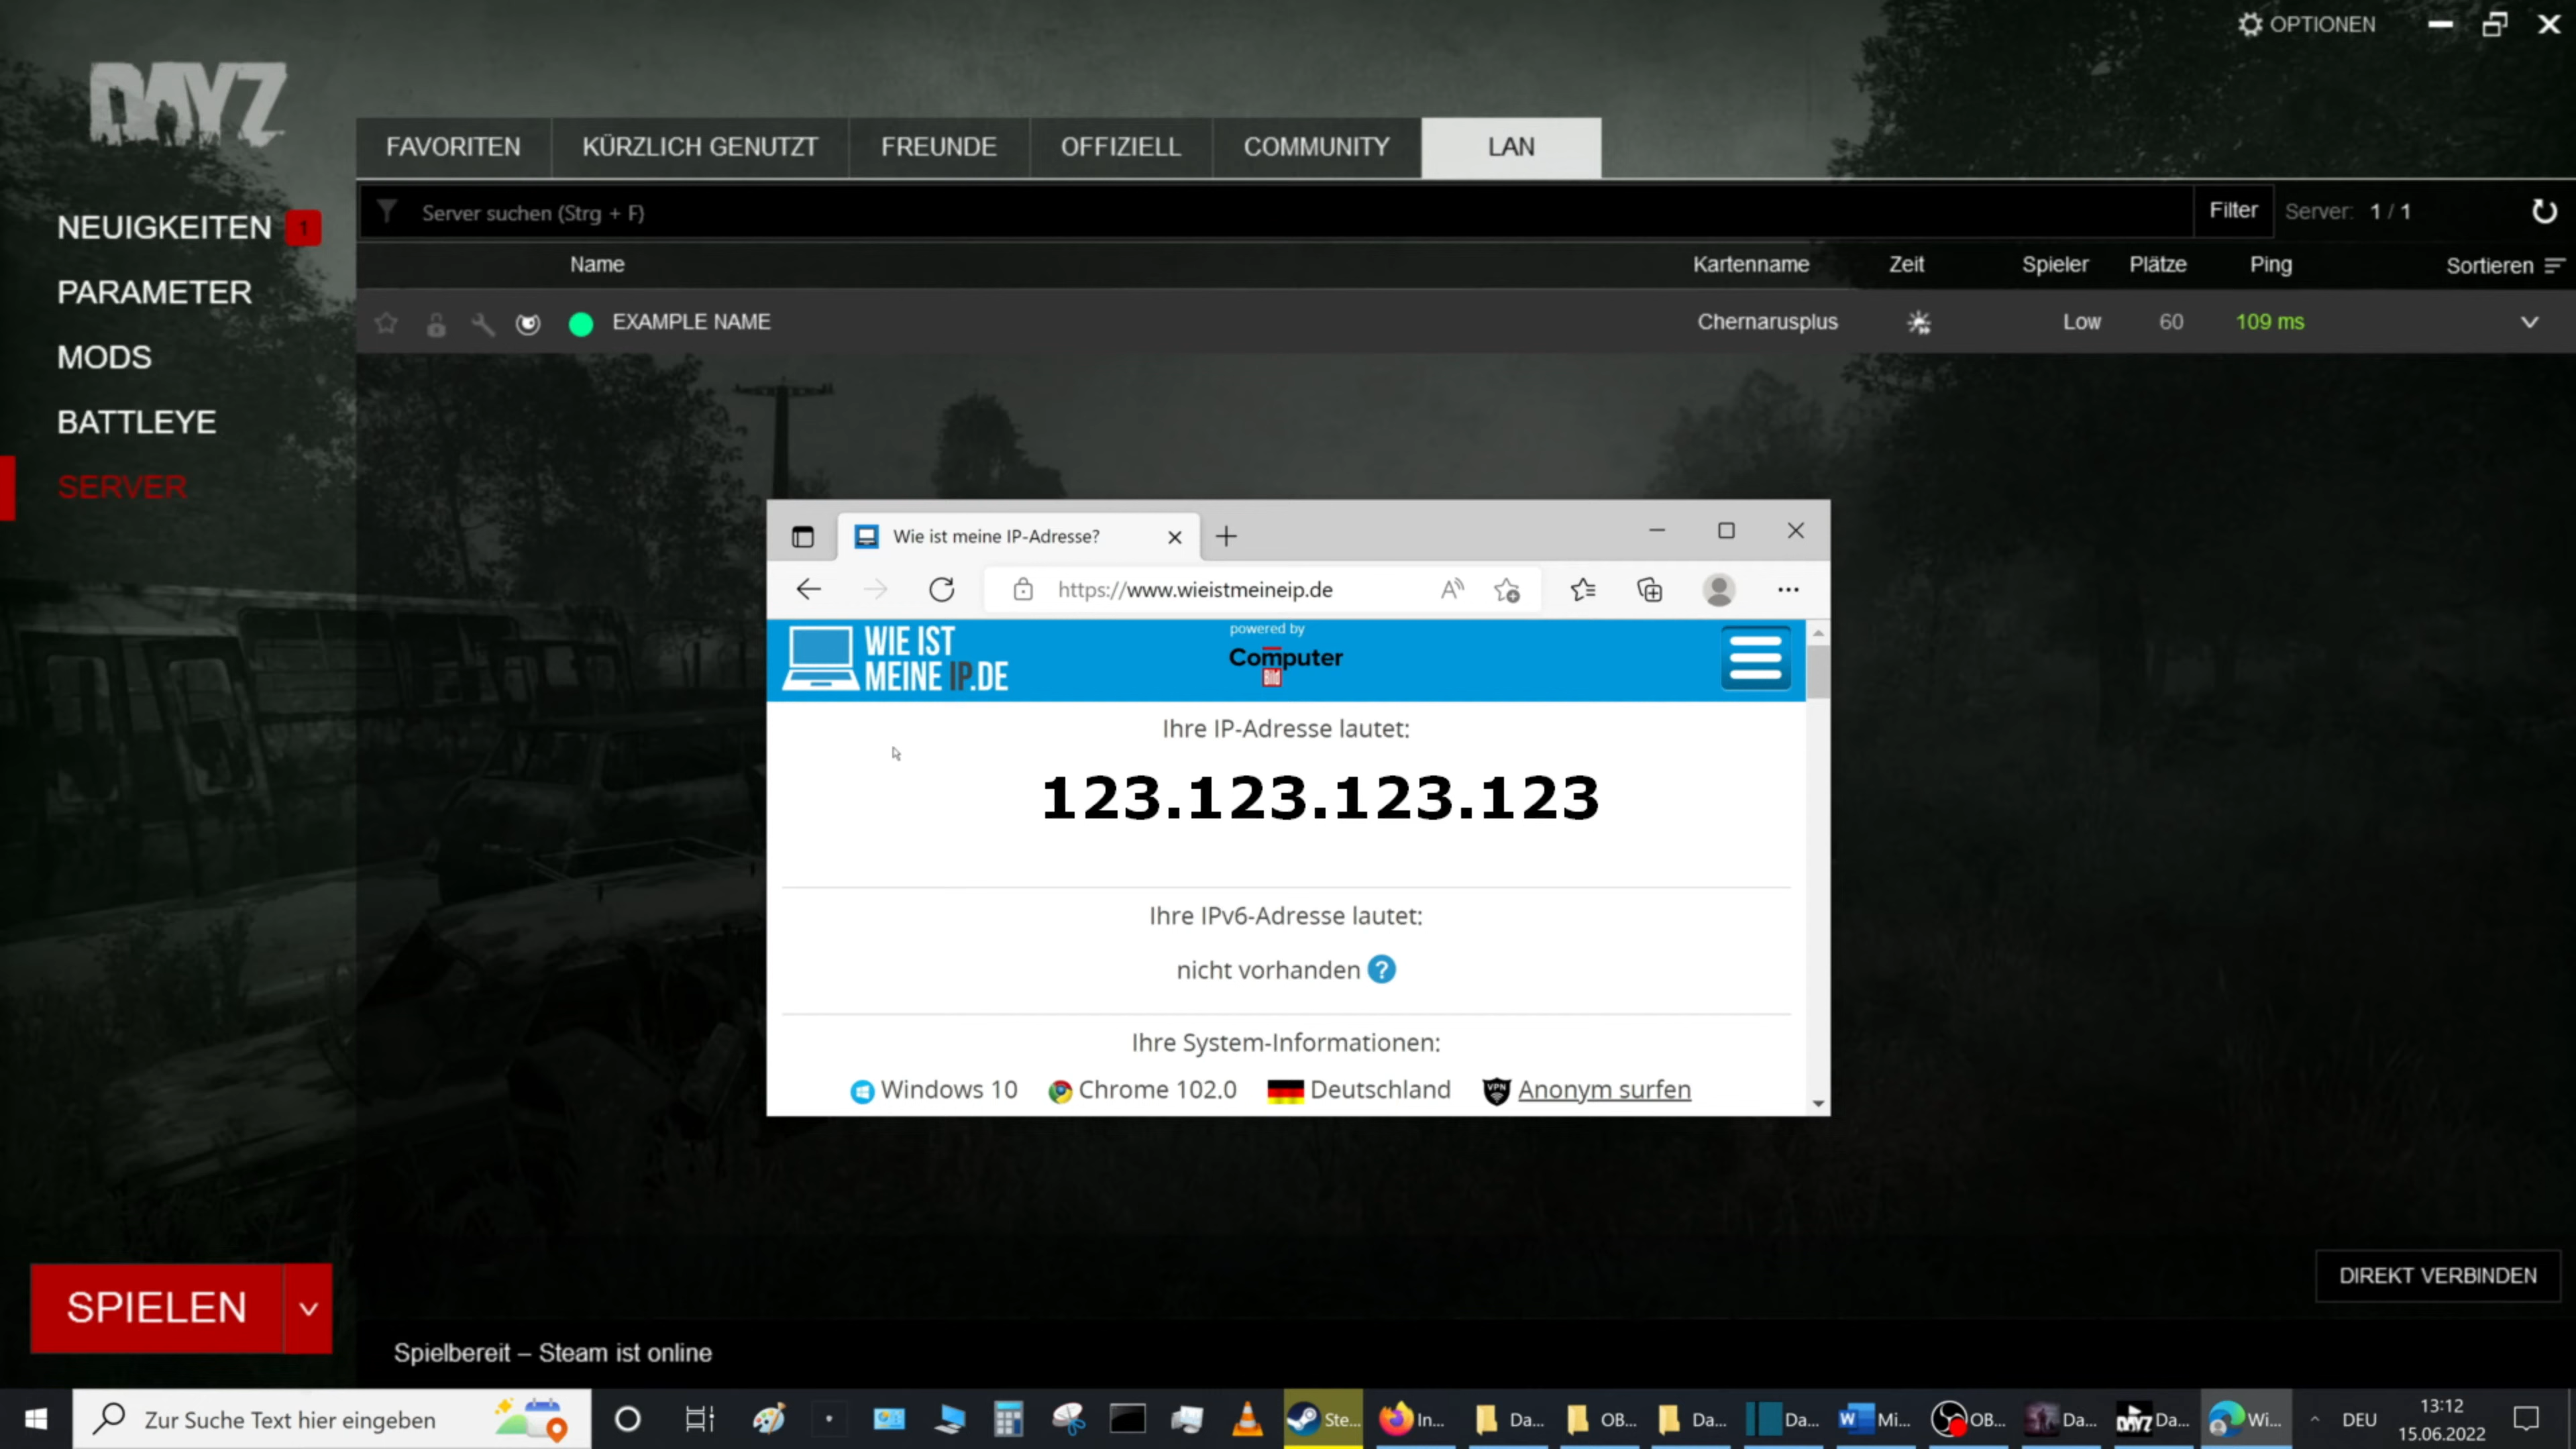 OPTIONEN
DAYZ
FAVORITEN KÜRZLICH GENUTZT FREUNDE OFFIZIELL COMMUNITY LAN
Server suchen (Strg + F) Filter Server: 1 / 1
NEUIGKEITEN 1
PARAMETER
MODS
BATTLEYE
SERVER
Name Kartenname Zeit Spieler Plätze Ping Sortieren
EXAMPLE NAME Chernarusplus Low 60 109 ms
Wie ist meine IP-Adresse?
https://www.wieistmeineip.de
WIE IST
MEINE IP.DE
powered by
Computer
Bild
Ihre IP-Adresse lautet:
123.123.123.123
Ihre IPv6-Adresse lautet:
nicht vorhanden ?
Ihre System-Informationen:
Windows 10 Chrome 102.0 Deutschland VPN Anonym surfen
DIREKT VERBINDEN
SPIELEN
Spielbereit – Steam ist online
Zur Suche Text hier eingeben Ste... In... Da... OB... Da... Da... W Mi... OB... Da... DAYZ Da... Wi... DEU 13:12
15.06.2022